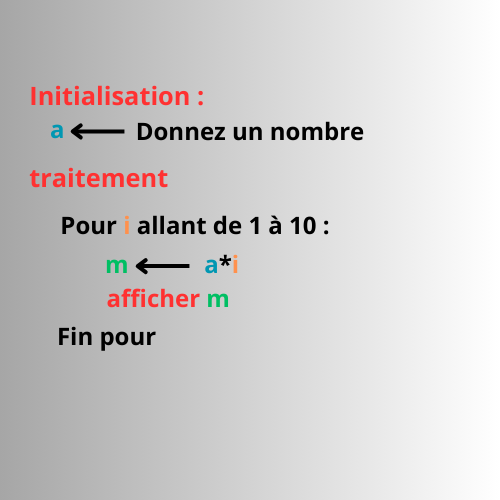 Initialisation :
a ← Donnez un nombre
traitement
Pour i allant de 1 à 10 :
m ← a*i
afficher m
Fin pour